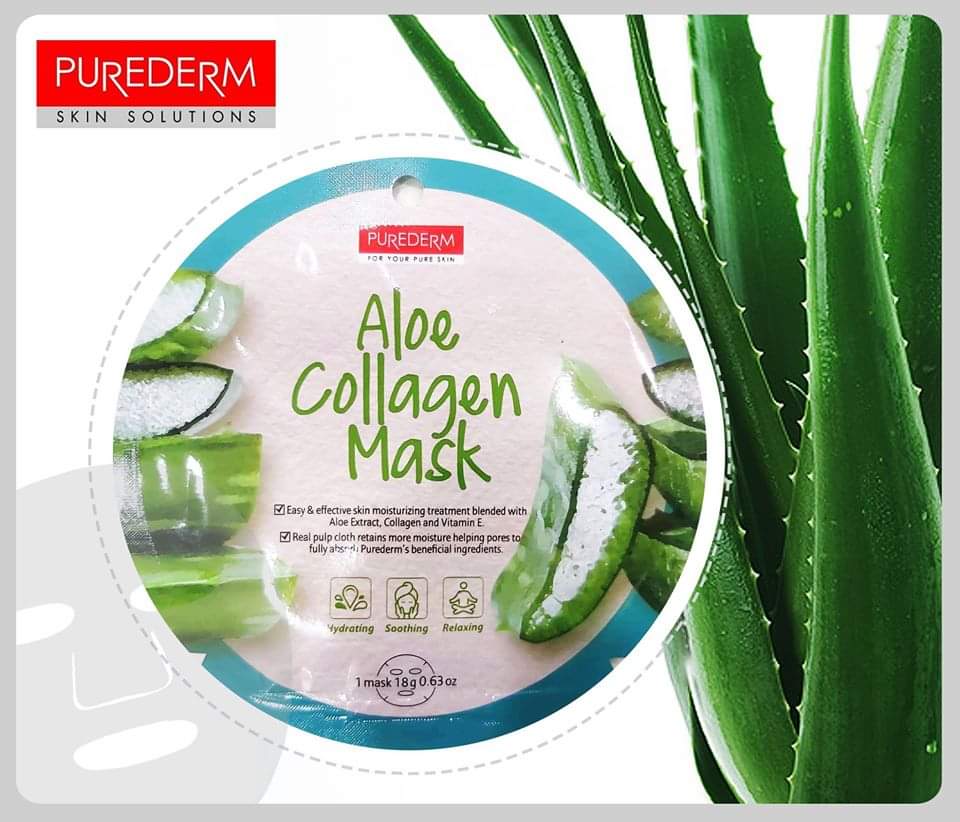 PUREDERM
SKIN SOLUTIONS
PUREDERM
FOR YOUR PURE SKIN
Aloe
Collagen
Mask
Easy & effective skin moisturizing treatment blended with
Aloe Extract, Collagen and Vitamin E.
Real pulp cloth retains more moisture helping pores to
fully absorb Purederm's beneficial ingredients.
Hydrating Soothing Relaxing
1 mask 18g 0.63oz